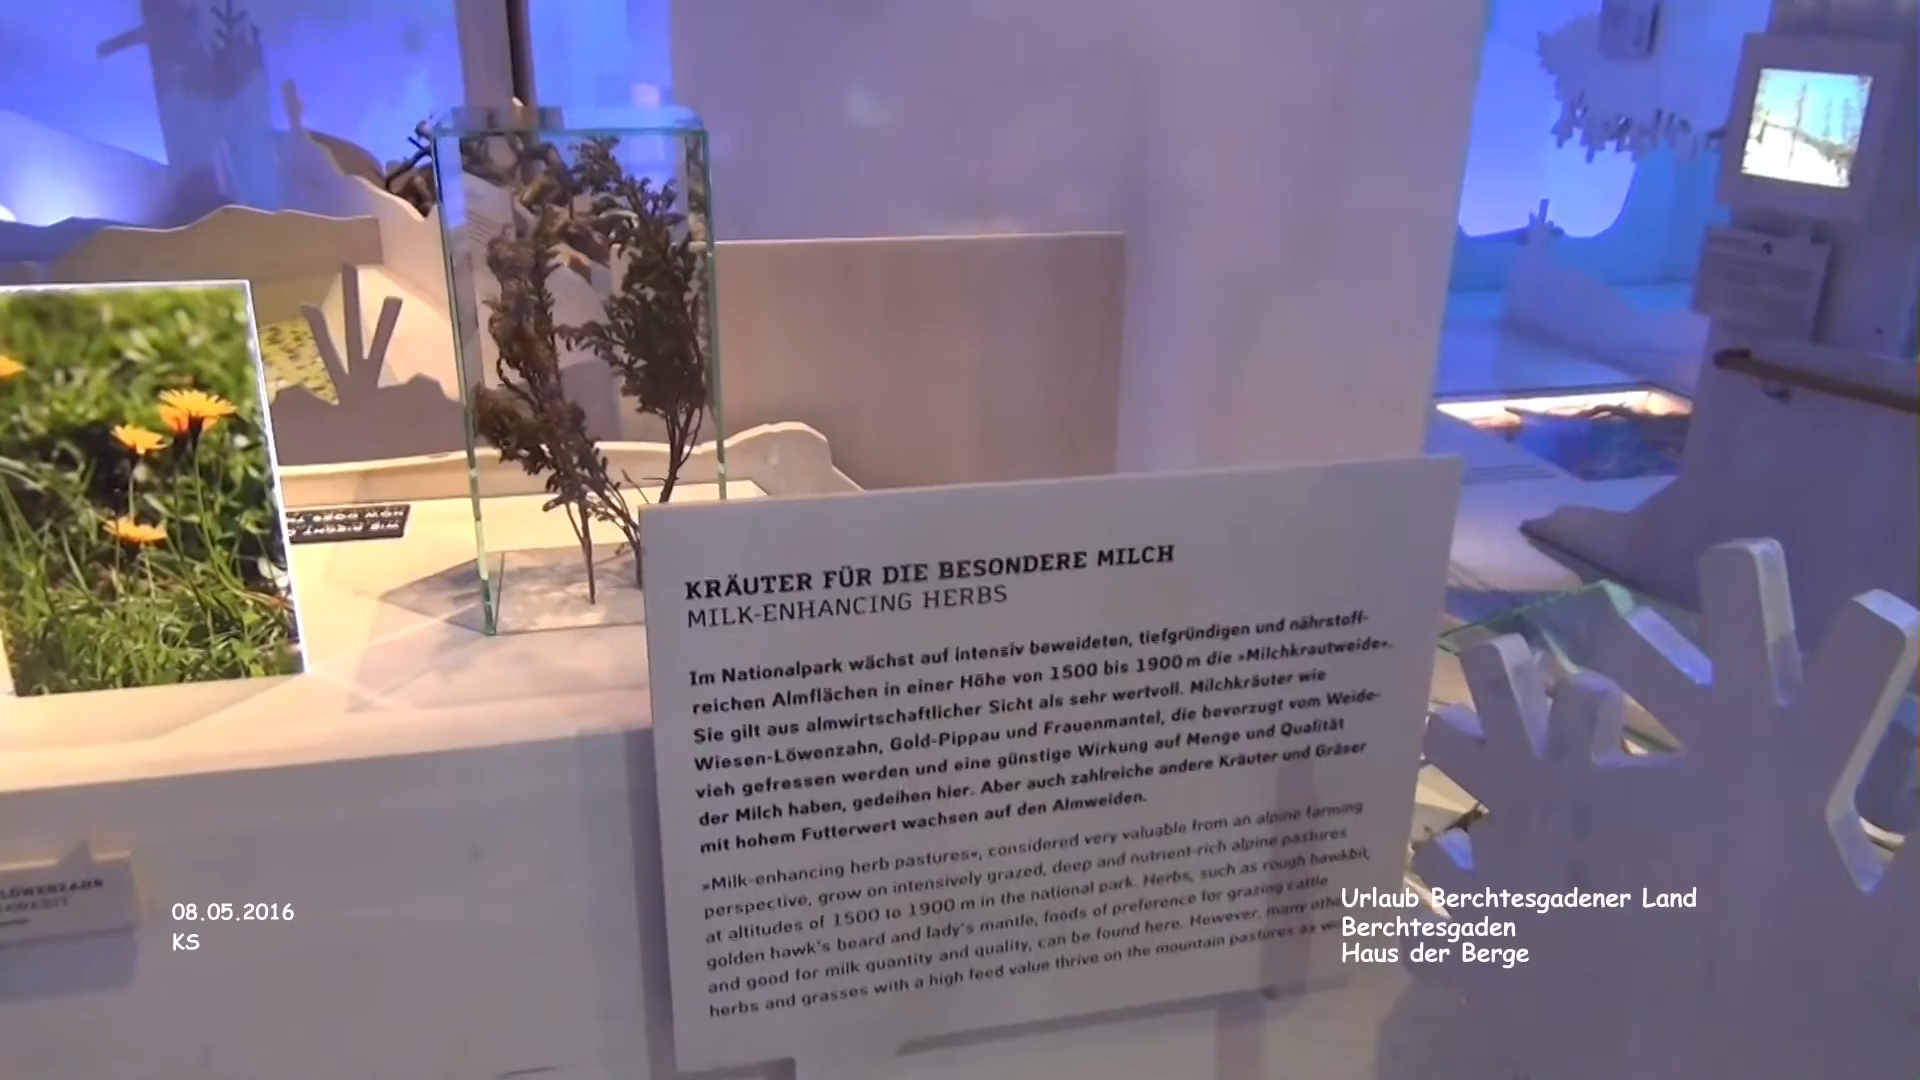 KRÄUTER FÜR DIE BESONDERE MILCH
MILK-ENHANCING HERBS
Im Nationalpark wächst auf intensiv beweideten, tiefgründigen und nährstoff-
reichen Almflächen in einer Höhe von 1500 bis 1900 m die »Milchkrautweide«.
Sie gilt aus almwirtschaftlicher Sicht als sehr wertvoll. Milchkräuter wie
Wiesen-Löwenzahn, Gold-Pippau und Frauenmantel, die bevorzugt vom Weide-
vieh gefressen werden und eine günstige Wirkung auf Menge und Qualität
der Milch haben, gedeihen hier. Aber auch zahlreiche andere Kräuter und Gräser
mit hohem Futterwert wachsen auf den Almweiden.
»Milk-enhancing herb pastures«, considered very valuable from an alpine farming
perspective, grow on intensively grazed, deep and nutrient-rich alpine pastures
at altitudes of 1500 to 1900 m in the national park. Herbs, such as rough hawkbit,
golden hawk's beard and lady's mantle, foods of preference for grazing cattle
and good for milk quantity and quality, can be found here. However, many
herbs and grasses with a high feed value thrive on the mountain pastures as
LÖWENZAHN
08.05.2016
KS
Urlaub Berchtesgadener Land
Berchtesgaden
Haus der Berge